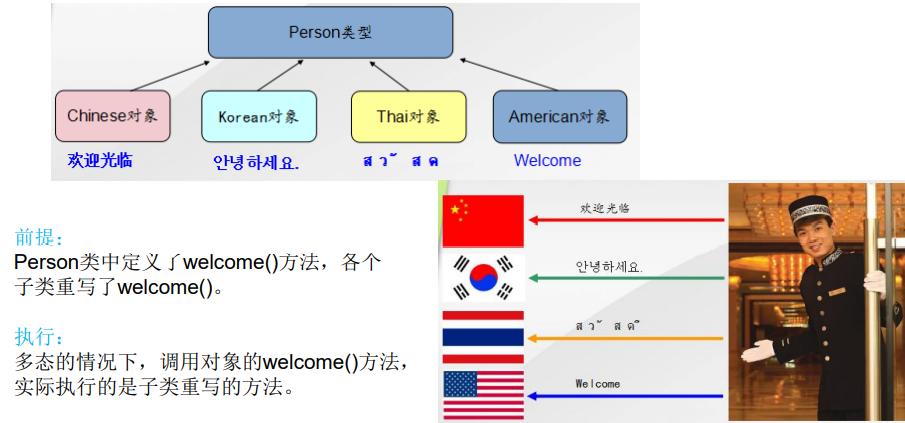 Person类型
Chinese对象
Korean对象
Thai对象
American对象
欢迎光临
안녕하세요.
ส ว ั ส ค
Welcome
欢迎光临
안녕하세요.
ส ว ั ส ค ี
Welcome
前提：
Person类中定义了welcome()方法，各个
子类重写了welcome()。
执行：
多态的情况下，调用对象的welcome()方法，
实际执行的是子类重写的方法。